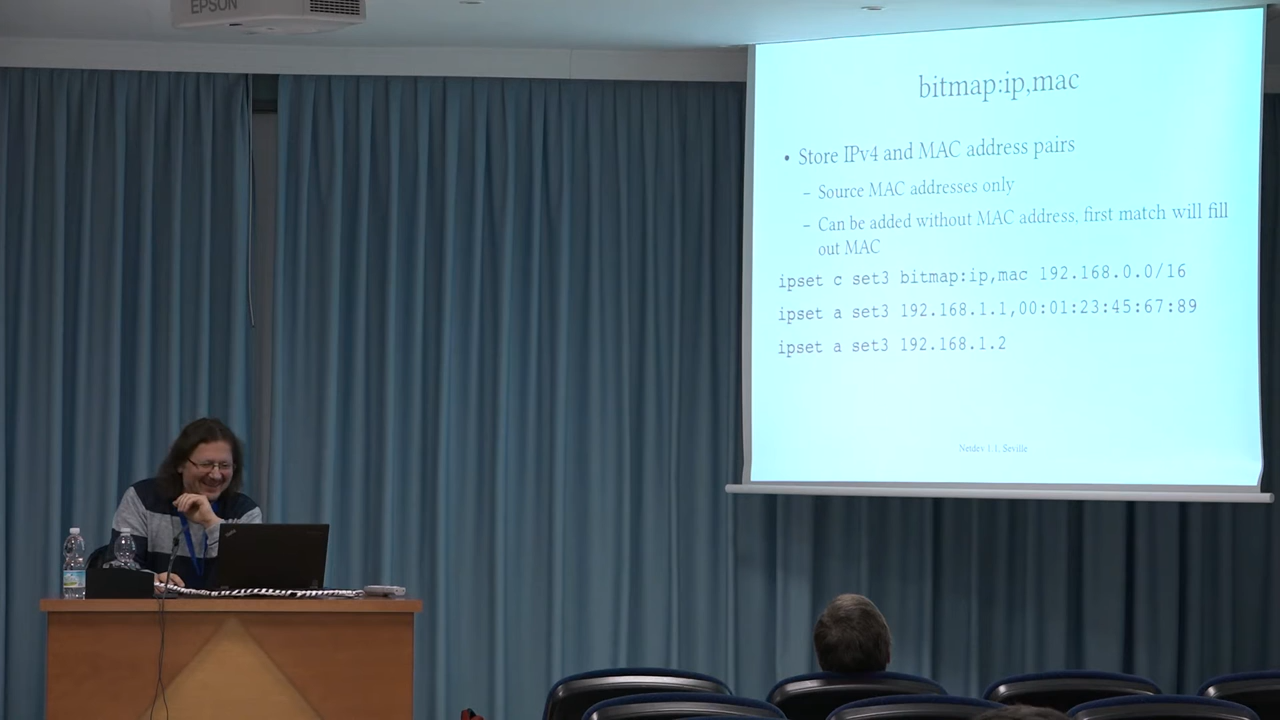 EPSON
bitmap:ip,mac
• Store IPv4 and MAC address pairs
– Source MAC addresses only
– Can be added without MAC address, first match will fill
out MAC
ipset c set3 bitmap:ip,mac 192.168.0.0/16
ipset a set3 192.168.1.1,00:01:23:45:67:89
ipset a set3 192.168.1.2
Netdev 1.1, Seville